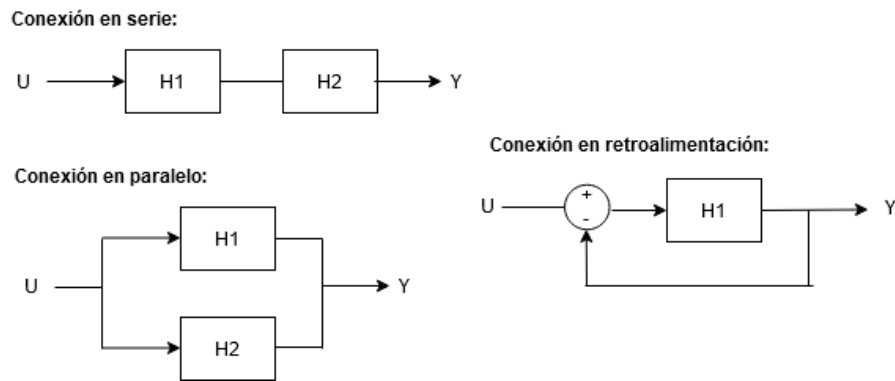 Conexión en serie:
U H1 H2 Y
Conexión en paralelo:
H1
U Y
H2
Conexión en retroalimentación:
U + - H1 Y